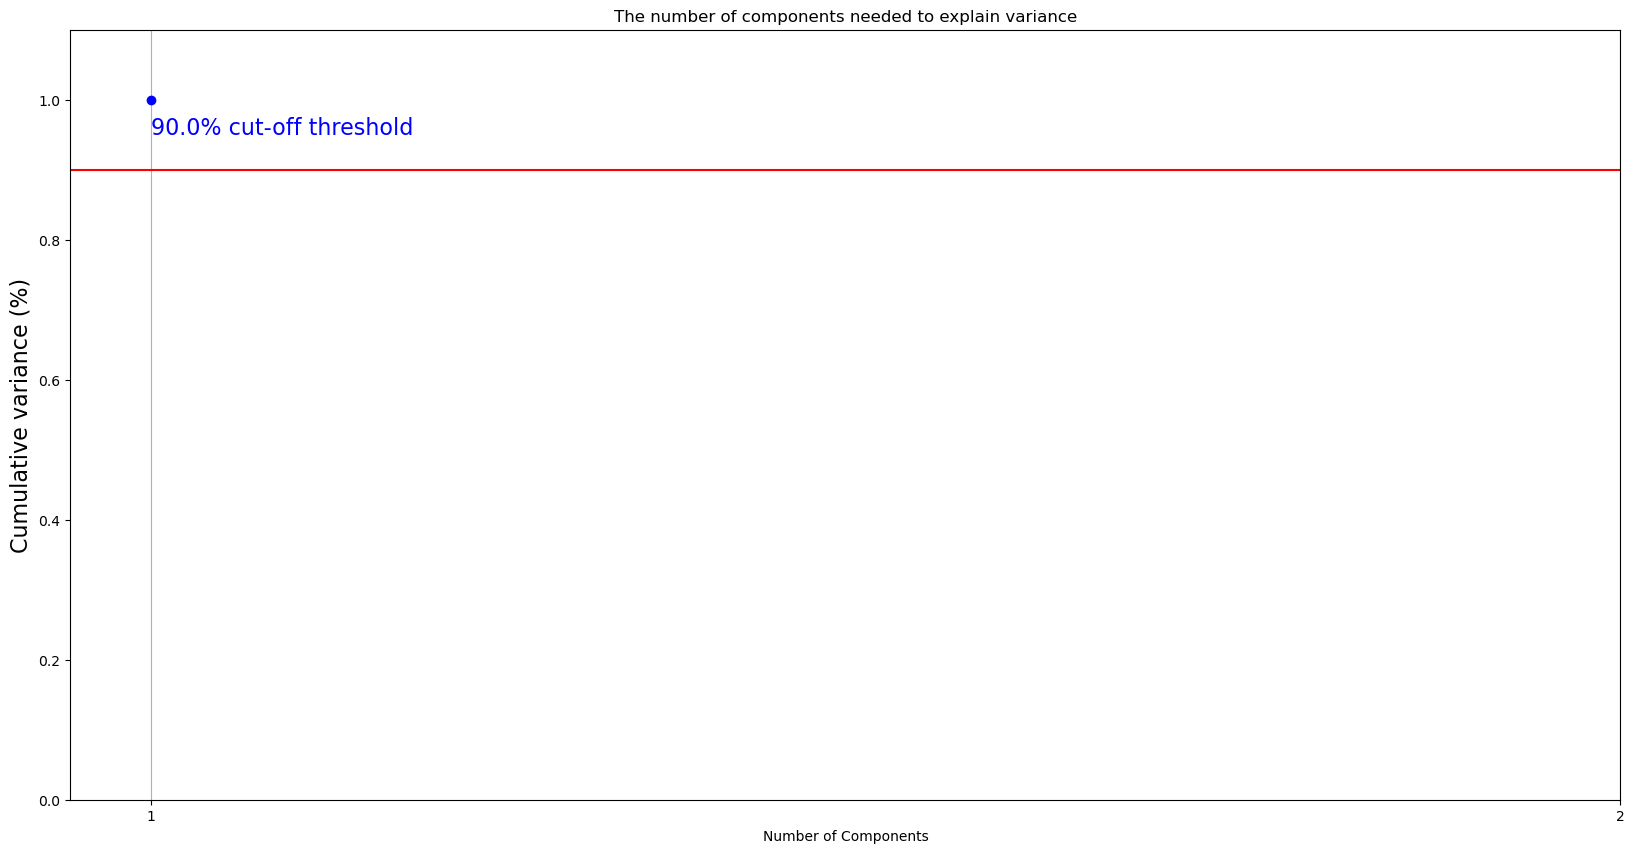 The number of components needed to explain variance
1.0
90.0% cut-off threshold
0.8
0.6
0.4
0.2
0.0
Cumulative variance (%)
1
2
Number of Components